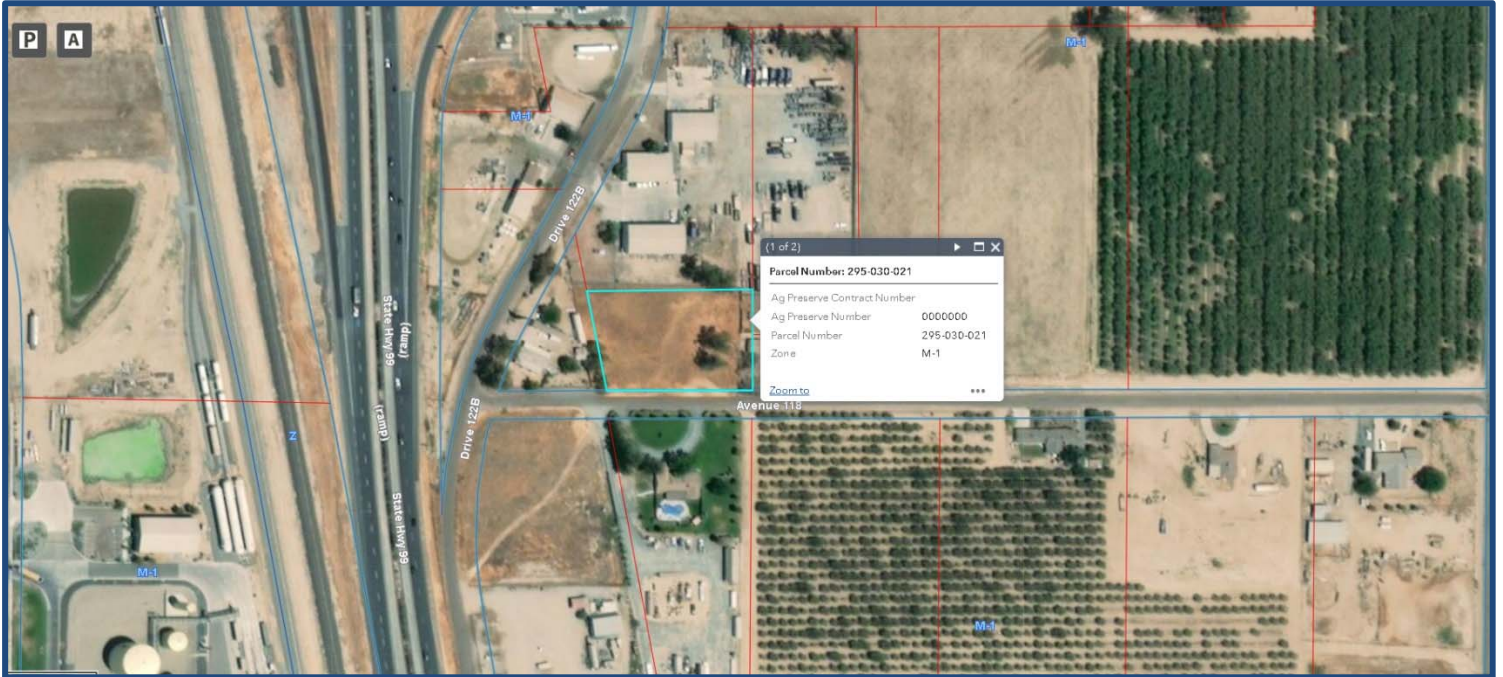 P A
M-1
M-1
Drive 122B
(1 of 2)
Parcel Number: 295-030-021
Ag Preserve Contract Number
Ag Preserve Number 0000000
Parcel Number 295-030-021
Zone M-1
Zoom to
State Hwy 99
(ramp)
Avenue 118
(ramp)
Drive 122B
Z
State Hwy 99
M-1
M-1